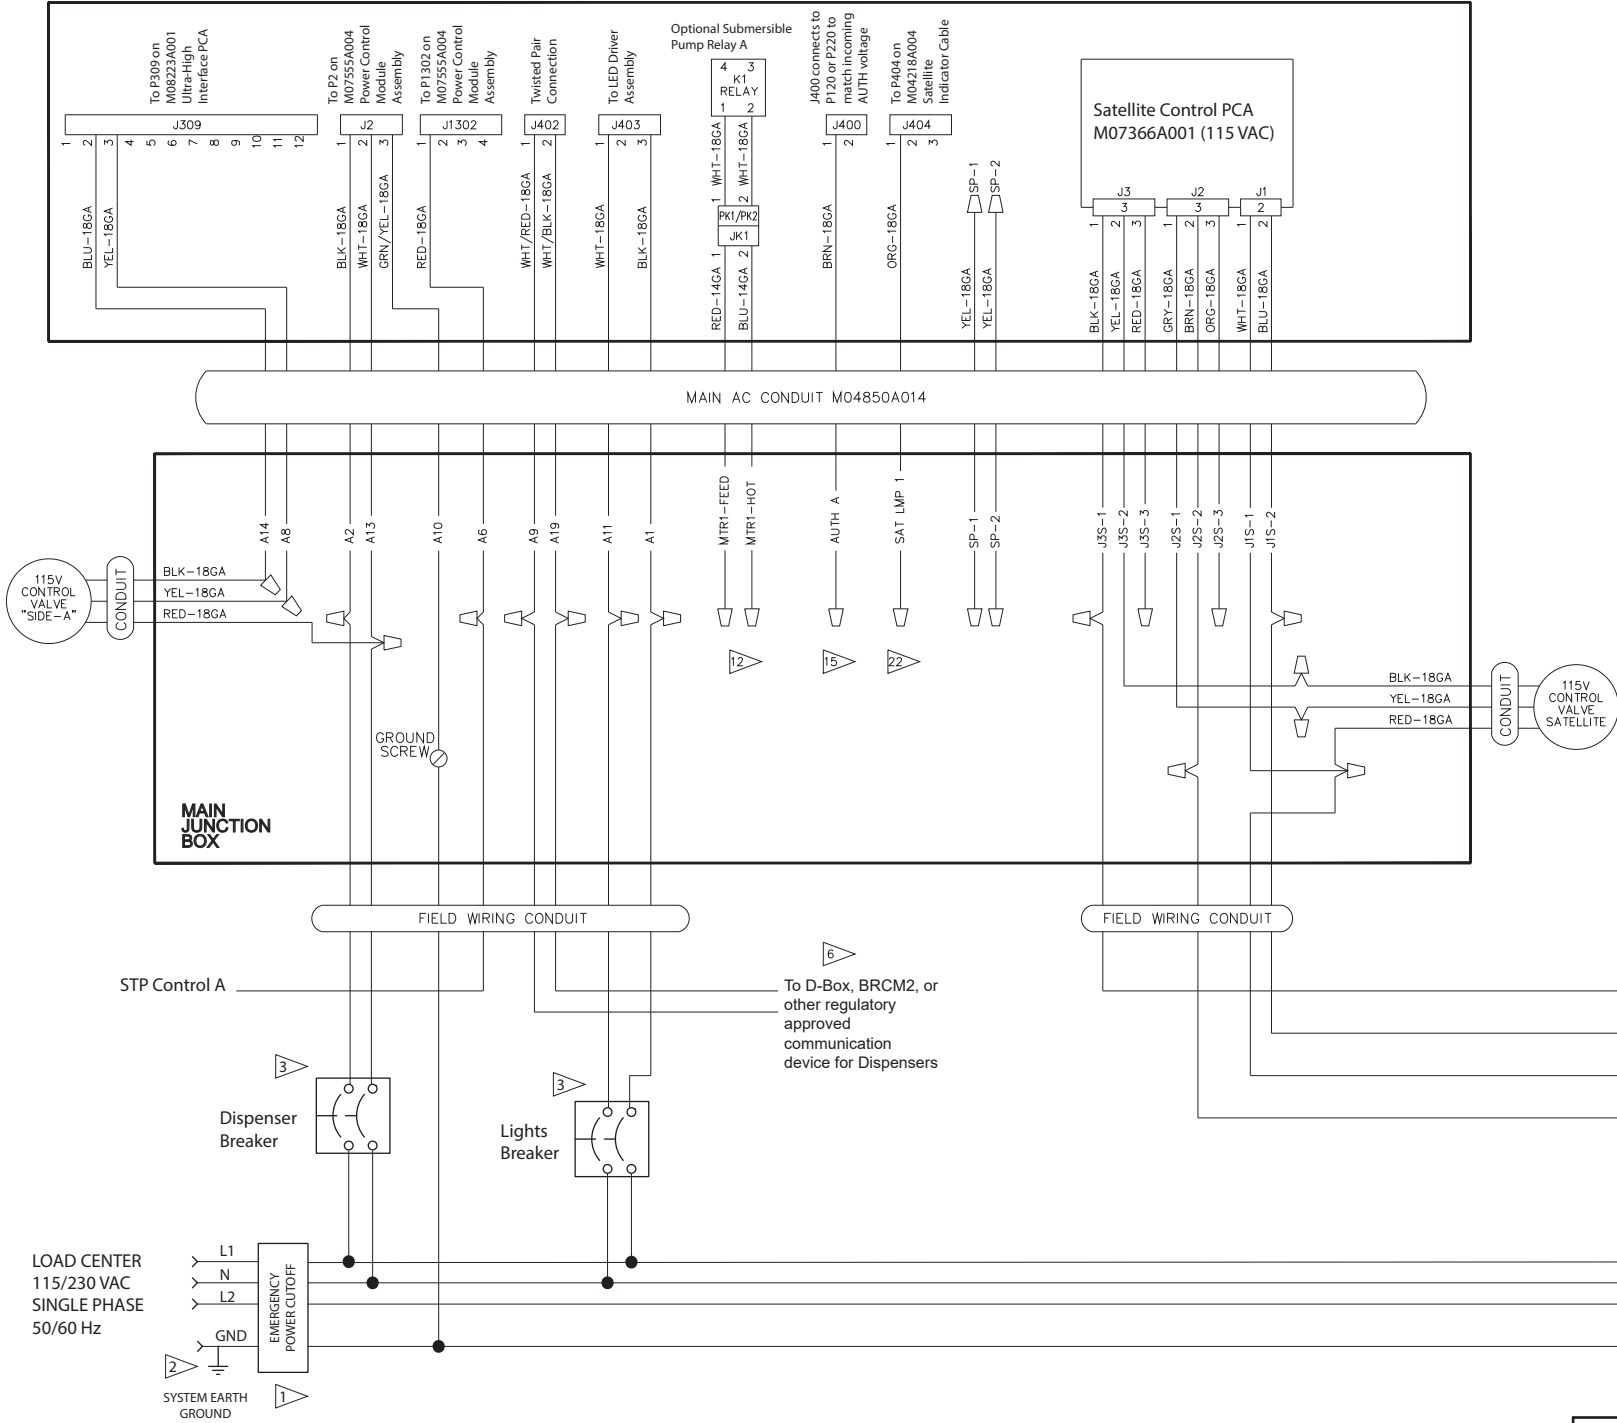 To P309 on
M08223A001
Ultra-High
Interface PCA
To P2 on
M07555A004
Power Control
Module
Assembly
To P1302 on
M07555A004
Power Control
Module
Assembly
Twisted Pair
Connection
To LED Driver
Assembly
Optional Submersible
Pump Relay A
J400 connects to
P120 or P220 to
match incoming
AUTH voltage
To P404 on
M04218A004
Satellite
Indicator Cable
Satellite Control PCA
M07366A001 (115 VAC)
4 3
K1
RELAY
1 2
J309
J2
J1302
J402
J403
J400
J404
1 2 3 4 5 6 7 8 9 10 11 12
1 2 3
1 2 3 4
1 2
1 2 3
1 2
1 2 3
SP-1
SP-2
J3
3
J2
3
J1
2
1 2 3
1 2 3
1 2
WHT-18GA
WHT-18GA
1 2
PK1/PK2
JK1
1 2
BLU-18GA
YEL-18GA
BLK-18GA
WHT-18GA
GRN/YEL-18GA
RED-18GA
WHT/RED-18GA
WHT/BLK-18GA
WHT-18GA
BLK-18GA
RED-14GA
BLU-14GA
BRN-18GA
ORG-18GA
YEL-18GA
YEL-18GA
BLK-18GA
YEL-18GA
RED-18GA
GRY-18GA
BRN-18GA
ORG-18GA
WHT-18GA
BLU-18GA
MAIN AC CONDUIT M04850A014
A14
A8
A2
A13
A10
A6
A9
A19
A11
A1
MTR1-FEED
MTR1-HOT
AUTH A
SAT LMP 1
SP-1
SP-2
J3S-1
J3S-2
J3S-3
J2S-1
J2S-2
J2S-3
J1S-1
J1S-2
115V
CONTROL
VALVE
"SIDE-A"
CONDUIT
BLK-18GA
YEL-18GA
RED-18GA
12
15
22
BLK-18GA
YEL-18GA
RED-18GA
CONDUIT
115V
CONTROL
VALVE
SATELLITE
GROUND
SCREW
MAIN
JUNCTION
BOX
FIELD WIRING CONDUIT
FIELD WIRING CONDUIT
STP Control A
6
To D-Box, BRCM2, or
other regulatory
approved
communication
device for Dispensers
3
Dispenser
Breaker
3
Lights
Breaker
LOAD CENTER
115/230 VAC
SINGLE PHASE
50/60 Hz
L1
N
L2
GND
EMERGENCY
POWER CUTOFF
2
SYSTEM EARTH
GROUND
1